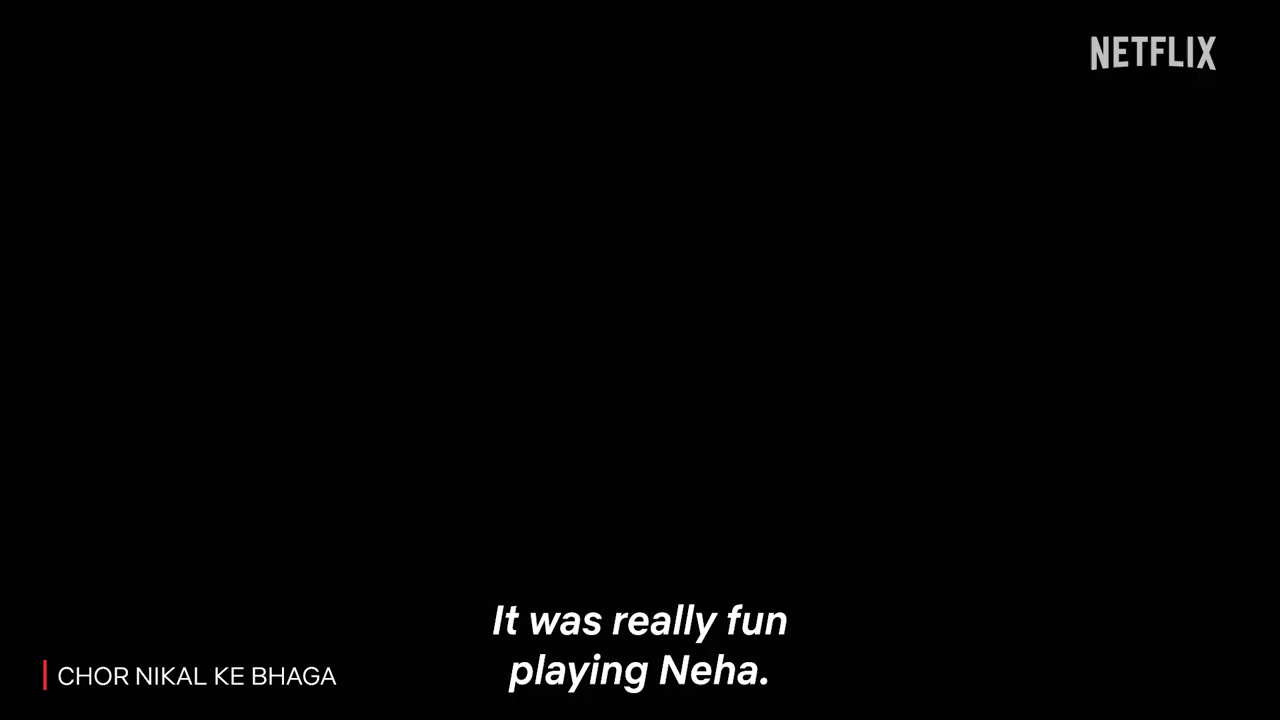 NETFLIX
It was really fun
playing Neha.
CHOR NIKAL KE BHAGA